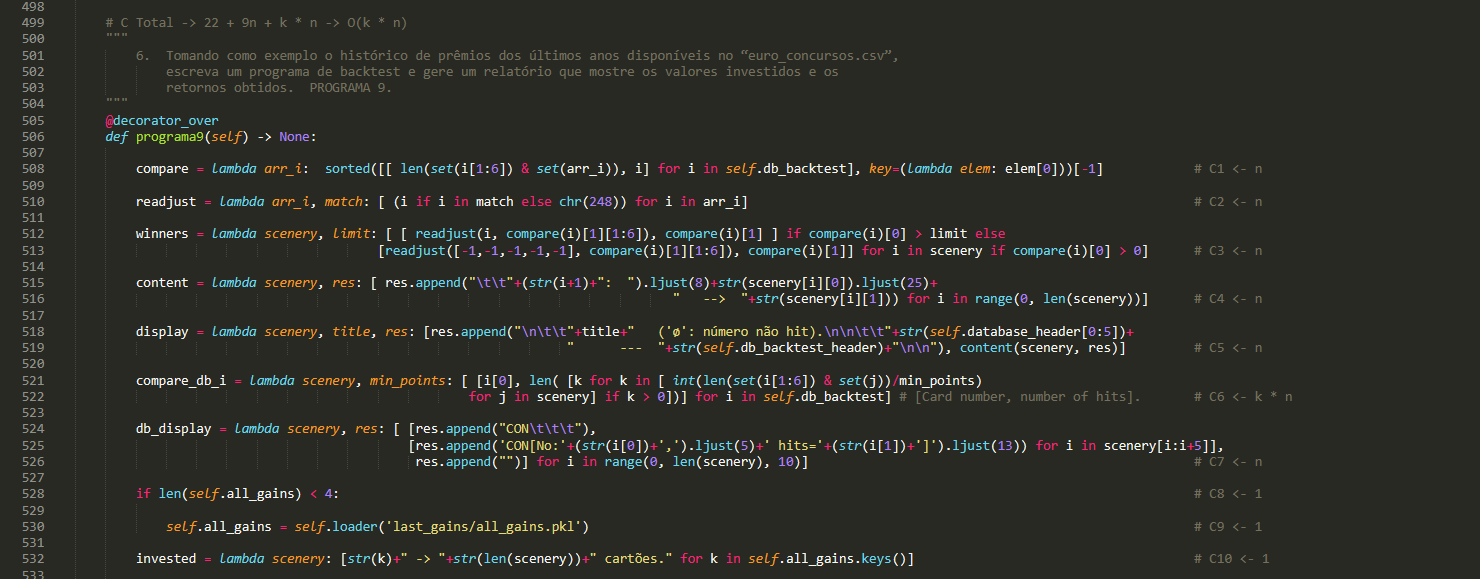 498
499 # C Total -> 22 + 9n + k * n -> O(k * n)
500 """
501 6. Tomando como exemplo o histórico de prêmios dos últimos anos disponíveis no “euro_concursos.csv”,
502 escreva um programa de backtest e gere um relatório que mostre os valores investidos e os
503 retornos obtidos. PROGRAMA 9.
504 """
505 @decorator_over
506 def programa9(self) -> None:
507
508 compare = lambda arr_i: sorted([[ len(set(i[1:6]) & set(arr_i)), i] for i in self.db_backtest], key=(lambda elem: elem[0]))[-1] # C1 <- n
509
510 readjust = lambda arr_i, match: [ (i if i in match else chr(248)) for i in arr_i] # C2 <- n
511
512 winners = lambda scenery, limit: [ [ readjust(i, compare(i)[1][1:6]), compare(i)[1] ] if compare(i)[0] > limit else
513 [readjust([-1,-1,-1,-1,-1], compare(i)[1][1:6]), compare(i)[1]] for i in scenery if compare(i)[0] > 0] # C3 <- n
514
515 content = lambda scenery, res: [ res.append("\t\t"+(str(i+1)+": ").ljust(8)+str(scenery[i][0]).ljust(25)+
516 " --> "+str(scenery[i][1])) for i in range(0, len(scenery))] # C4 <- n
517
518 display = lambda scenery, title, res: [res.append("\n\t\t"+title+" ('ø': número não hit).\n\n\t\t"+str(self.database_header[0:5])+
519 " --- "+str(self.db_backtest_header)+"\n\n"), content(scenery, res)] # C5 <- n
520
521 compare_db_i = lambda scenery, min_points: [ [i[0], len( [k for k in [ int(len(set(i[1:6]) & set(j))/min_points)
522 for j in scenery] if k > 0])] for i in self.db_backtest] # [Card number, number of hits]. # C6 <- k * n
523
524 db_display = lambda scenery, res: [ [res.append("CON\t\t\t"),
525 [res.append('CON[No:'+(str(i[0])+',').ljust(5)+' hits='+(str(i[1])+']').ljust(13)) for i in scenery[i:i+5]],
526 res.append("")] for i in range(0, len(scenery), 10)] # C7 <- n
527
528 if len(self.all_gains) < 4: # C8 <- 1
529
530 self.all_gains = self.loader('last_gains/all_gains.pkl') # C9 <- 1
531
532 invested = lambda scenery: [str(k)+" -> "+str(len(scenery))+" cartões." for k in self.all_gains.keys()] # C10 <- 1
533